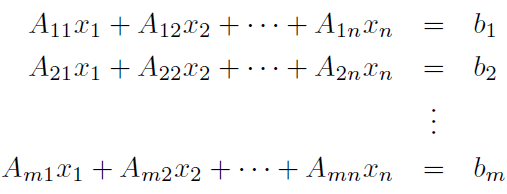 A₁₁x₁ + A₁₂x₂ + ⋯ + A₁ₙxₙ = b₁
A₂₁x₁ + A₂₂x₂ + ⋯ + A₂ₙxₙ = b₂
⋮
Aₘ₁x₁ + Aₘ₂x₂ + ⋯ + Aₘₙxₙ = bₘ